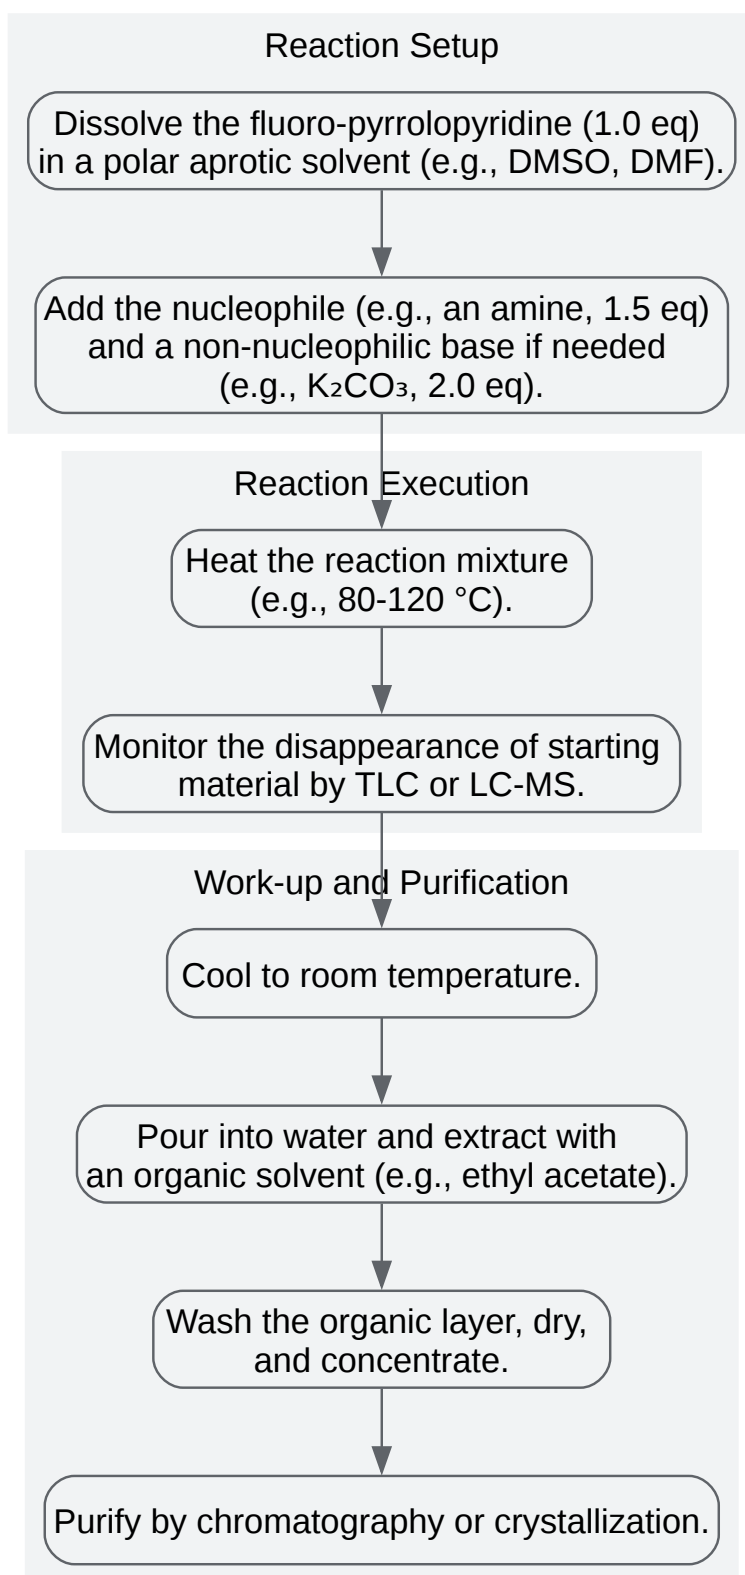 Reaction Setup
Dissolve the fluoro-pyrrolopyridine (1.0 eq)
in a polar aprotic solvent (e.g., DMSO, DMF).
Add the nucleophile (e.g., an amine, 1.5 eq)
and a non-nucleophilic base if needed
(e.g., K₂CO₃, 2.0 eq).
Reaction Execution
Heat the reaction mixture
(e.g., 80-120 °C).
Monitor the disappearance of starting
material by TLC or LC-MS.
Work-up and Purification
Cool to room temperature.
Pour into water and extract with
an organic solvent (e.g., ethyl acetate).
Wash the organic layer, dry,
and concentrate.
Purify by chromatography or crystallization.